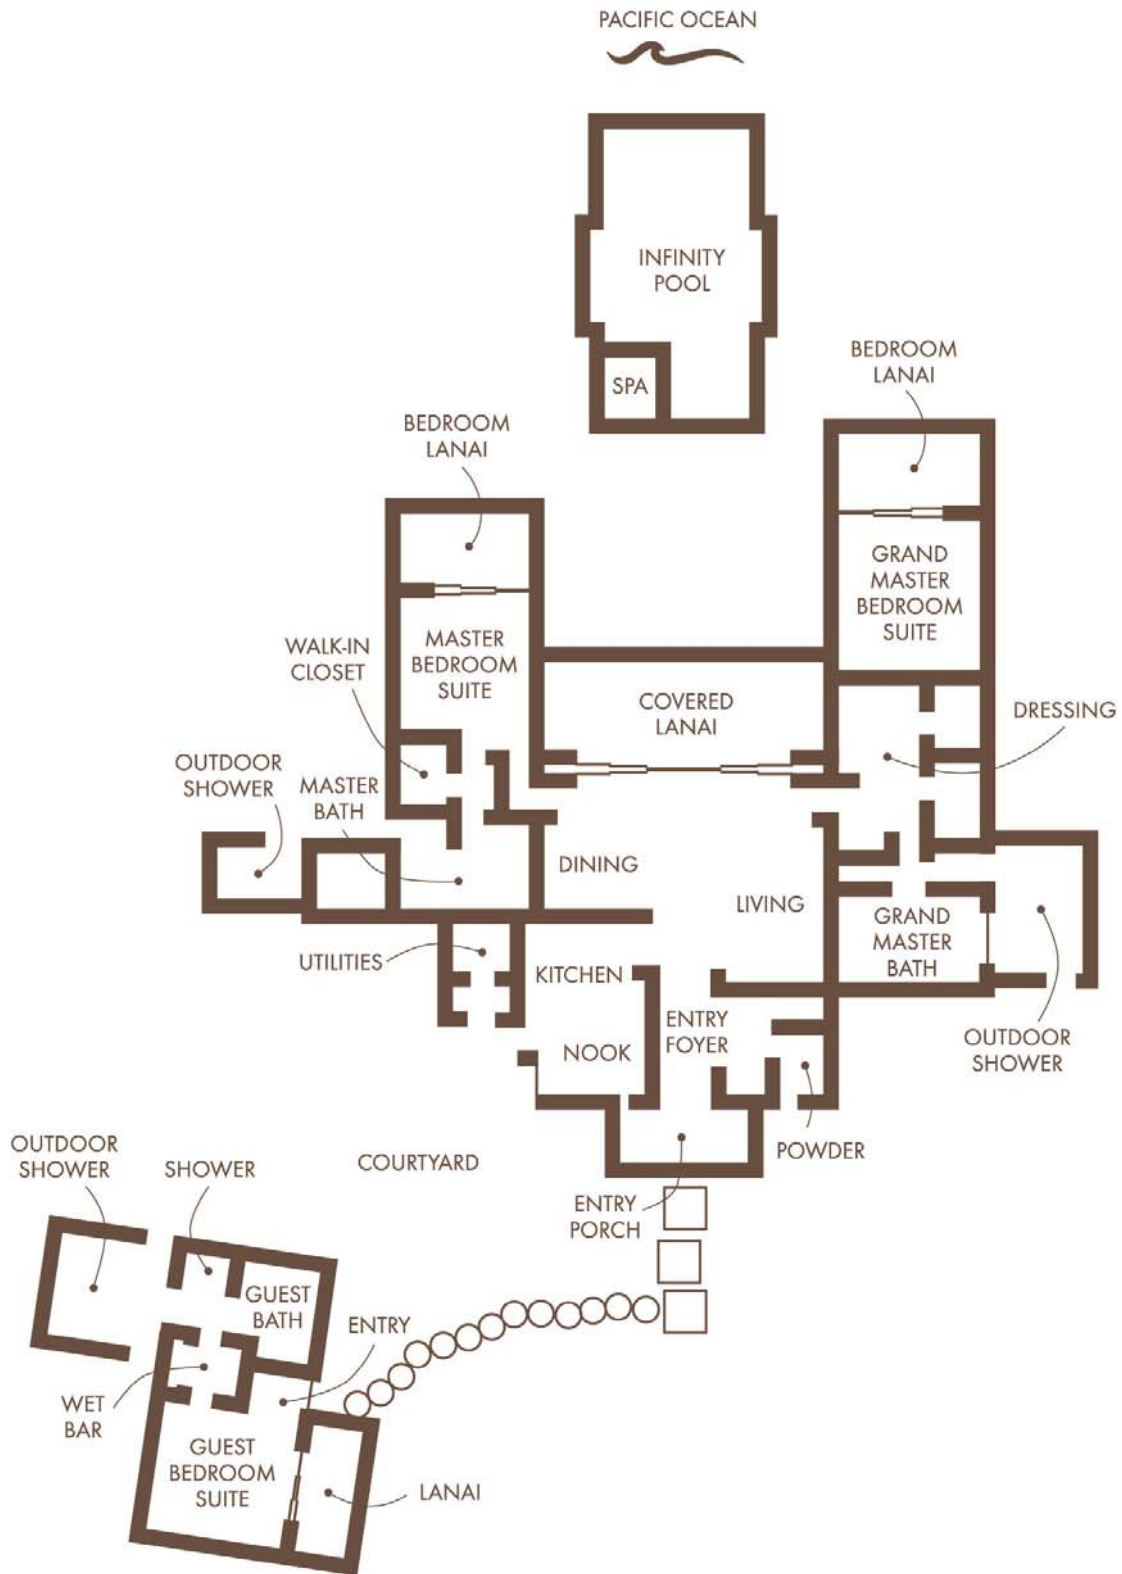 PACIFIC OCEAN
INFINITY
POOL
SPA
BEDROOM
LANAI
BEDROOM
LANAI
GRAND
MASTER
BEDROOM
SUITE
MASTER
BEDROOM
SUITE
WALK-IN
CLOSET
COVERED
LANAI
DRESSING
OUTDOOR
SHOWER
MASTER
BATH
DINING
LIVING
GRAND
MASTER
BATH
UTILITIES
KITCHEN
ENTRY
FOYER
NOOK
OUTDOOR
SHOWER
POWDER
OUTDOOR
SHOWER
SHOWER
COURTYARD
ENTRY
PORCH
GUEST
BATH
ENTRY
WET
BAR
GUEST
BEDROOM
SUITE
LANAI